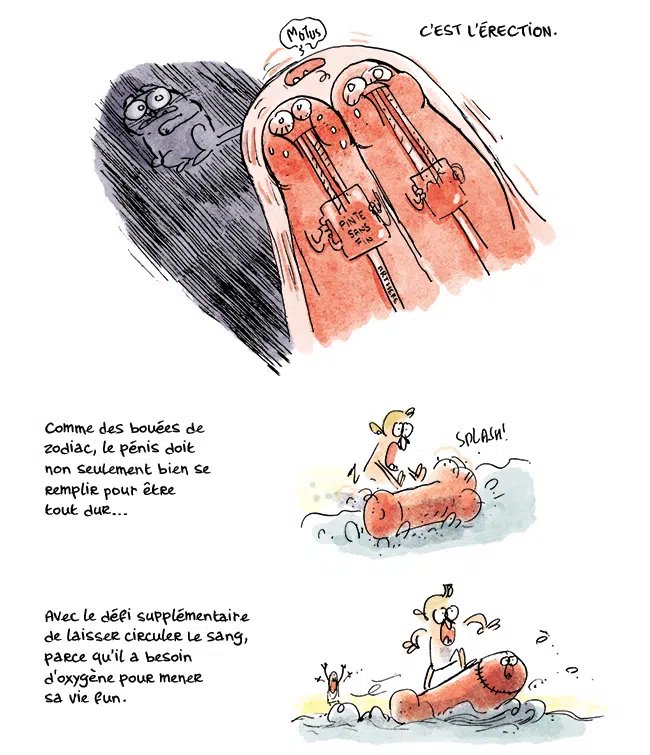 MOTUS
C'EST L'ÉRECTION.
PINTE
SANS
FIN
ARTÈRE
Comme des bouées de
zodiac, le pénis doit
non seulement bien se
remplir pour être
tout dur...
SPLASH!
Avec le défi supplémentaire
de laisser circuler le sang,
parce qu'il a besoin
d'oxygène pour mener
sa vie fun.